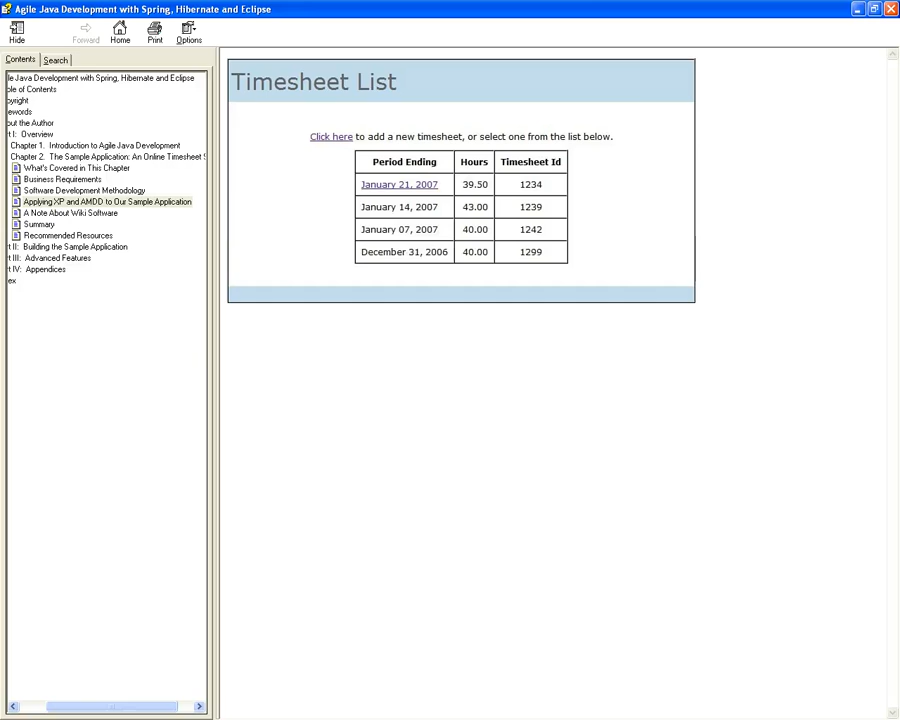 Agile Java Development with Spring, Hibernate and Eclipse
Hide
Forward
Home
Print
Options
Contents
Search
le Java Development with Spring, Hibernate and Eclipse
ble of Contents
pyright
rewords
out the Author
rt I: Overview
Chapter 1. Introduction to Agile Java Development
Chapter 2. The Sample Application: An Online Timesheet S
What's Covered in This Chapter
Business Requirements
Software Development Methodology
Applying XP and AMDD to Our Sample Application
A Note About Wiki Software
Summary
Recommended Resources
rt II: Building the Sample Application
rt III: Advanced Features
rt IV: Appendices
ex
Timesheet List
Click here to add a new timesheet, or select one from the list below.
Period Ending Hours Timesheet Id
January 21, 2007 39.50 1234
January 14, 2007 43.00 1239
January 07, 2007 40.00 1242
December 31, 2006 40.00 1299